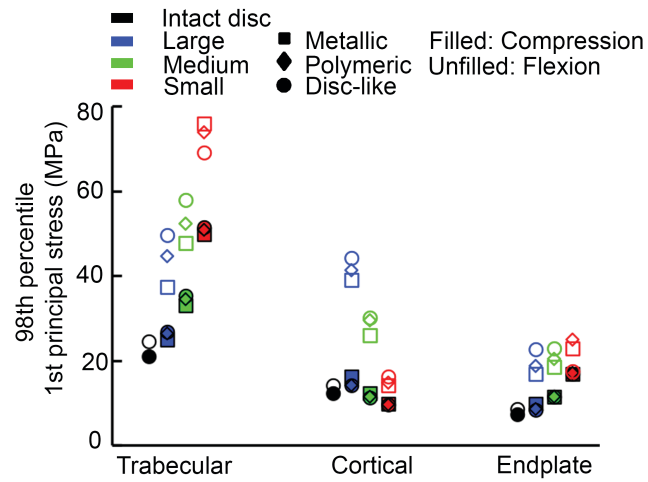 Intact disc
Large
Medium
Small
Metallic
Polymeric
Disc-like
Filled: Compression
Unfilled: Flexion
98th percentile
1st principal stress (MPa)
80
60
40
20
0
Trabecular
Cortical
Endplate